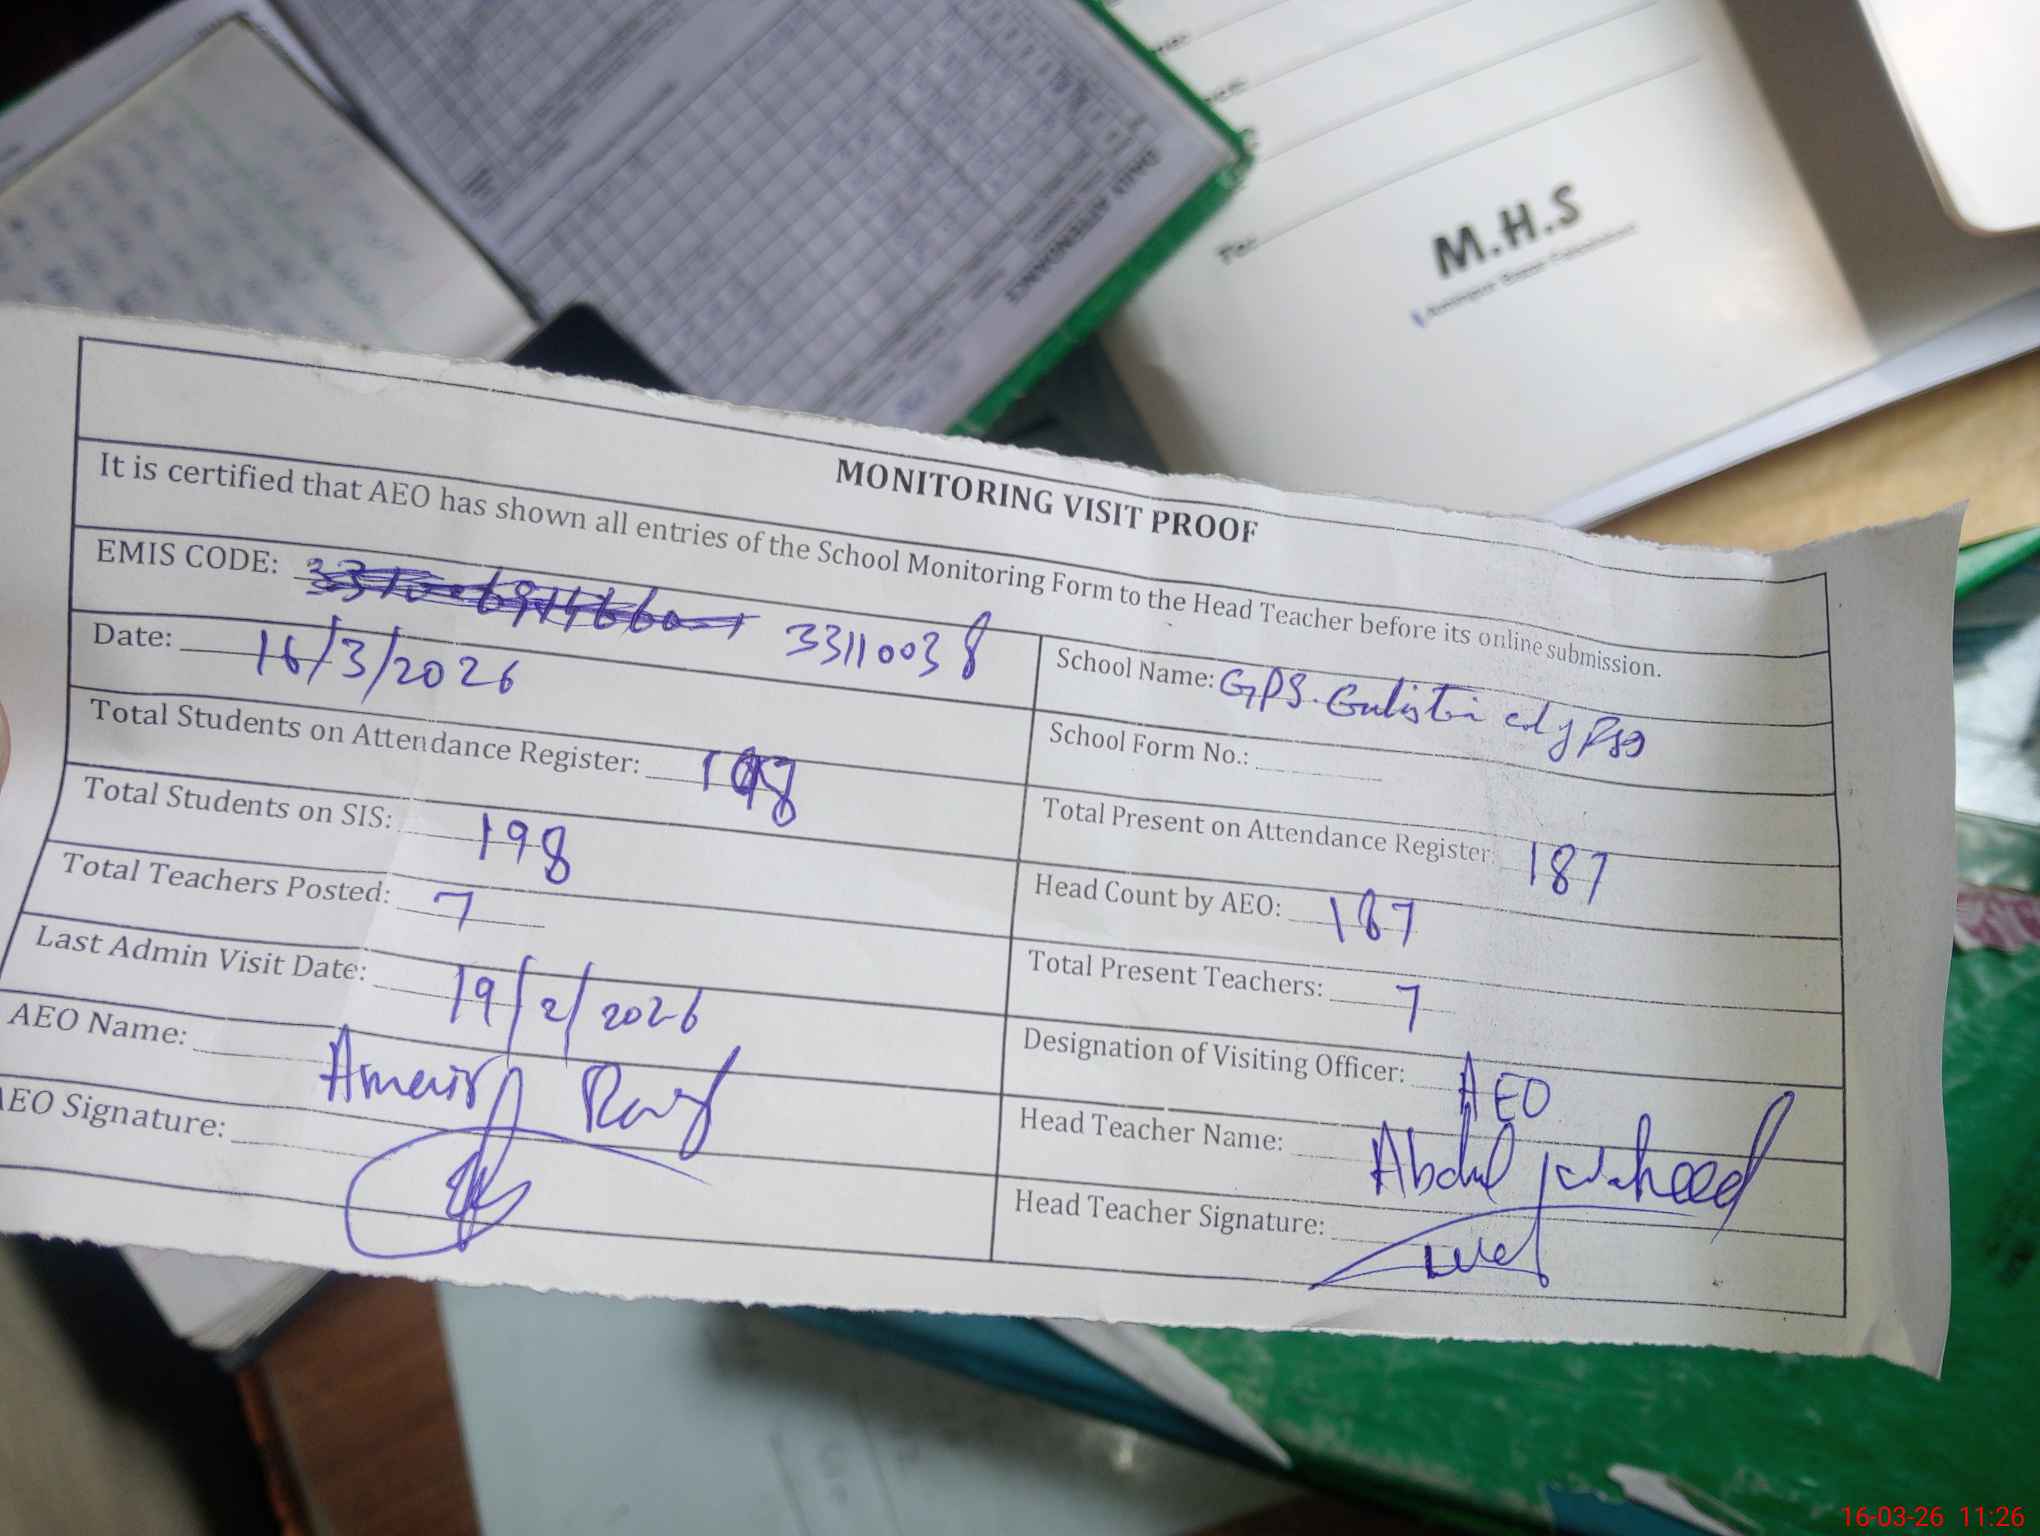 M.H.S
To:
MONITORING VISIT PROOF
It is certified that AEO has shown all entries of the School Monitoring Form to the Head Teacher before its online submission.
EMIS CODE: 33110038
School Name: GPS.
Date: 16/3/2026
School Form No.:
Total Students on Attendance Register: 198
Total Present on Attendance Register: 187
Total Students on SIS: 198
Head Count by AEO: 187
Total Teachers Posted: 7
Total Present Teachers: 7
Last Admin Visit Date: 19/2/2026
Designation of Visiting Officer: AEO
AEO Name:
Head Teacher Name: Abdul Waheed
AEO Signature:
Head Teacher Signature:
16-03-26 11:26